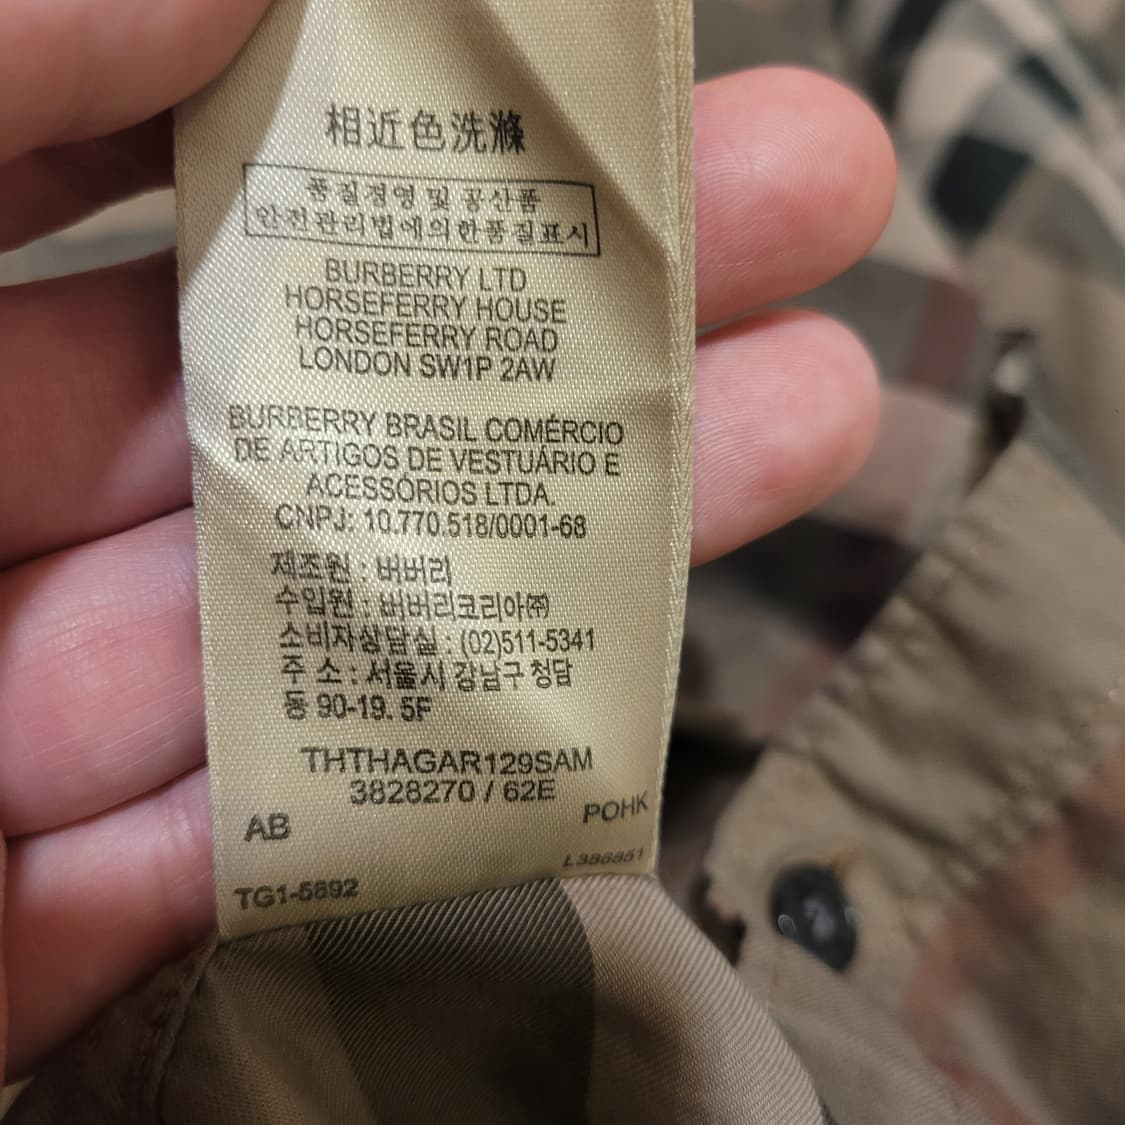 相近色洗滌
품질경영 및 공산품
안전관리법에의한품질표시
BURBERRY LTD
HORSEFERRY HOUSE
HORSEFERRY ROAD
LONDON SW1P 2AW
BURBERRY BRASIL COMÉRCIO
DE ARTIGOS DE VESTUÁRIO E
ACESSÓRIOS LTDA.
CNPJ: 10.770.518/0001-68
제조원 : 버버리
수입원 : 버버리코리아㈜
소비자상담실 : (02)511-5341
주 소 : 서울시 강남구 청담
동 90-19. 5F
THTHAGAR129SAM
3828270 / 62E
AB POHK
L386851
TG1-5892